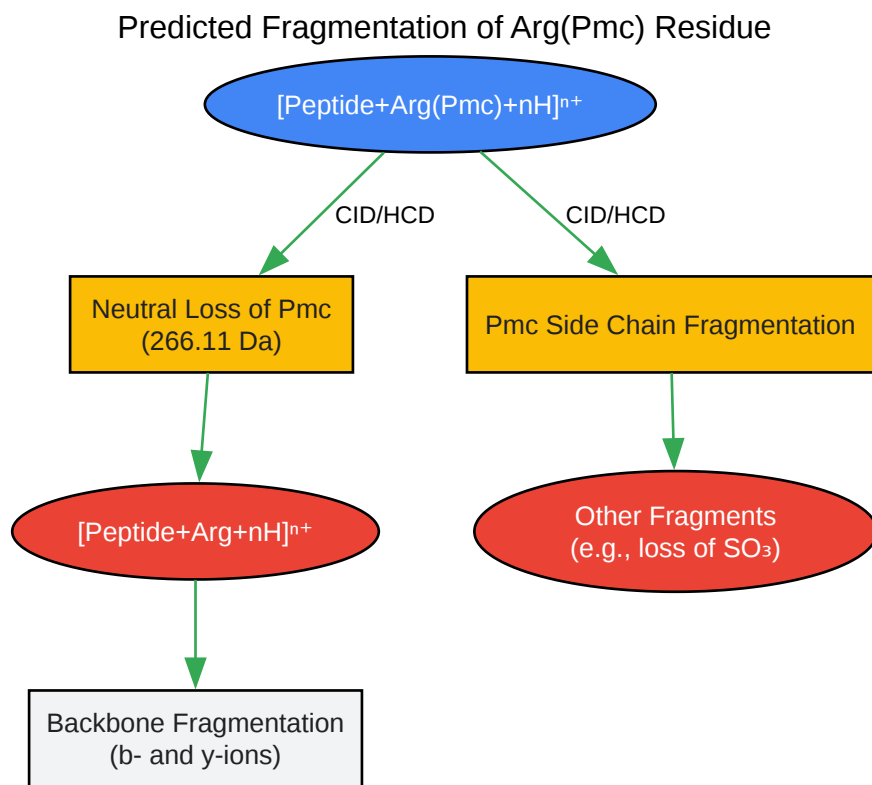 Predicted Fragmentation of Arg(Pmc) Residue
[Peptide+Arg(Pmc)+nH]ⁿ⁺
CID/HCD
CID/HCD
Neutral Loss of Pmc
(266.11 Da)
Pmc Side Chain Fragmentation
[Peptide+Arg+nH]ⁿ⁺
Other Fragments
(e.g., loss of SO₃)
Backbone Fragmentation
(b- and y-ions)